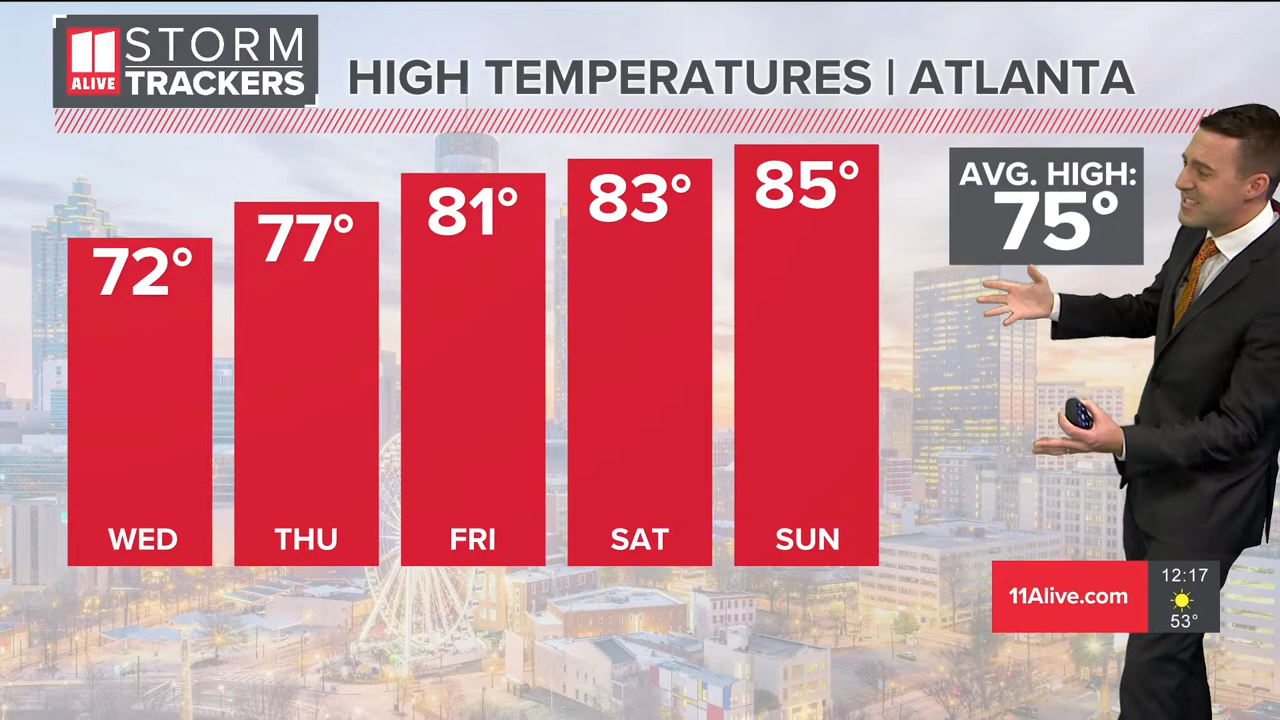 11 ALIVE
STORM
TRACKERS
HIGH TEMPERATURES | ATLANTA
72°
77°
81°
83°
85°
AVG. HIGH:
75°
WED
THU
FRI
SAT
SUN
11Alive.com
12:17
53°